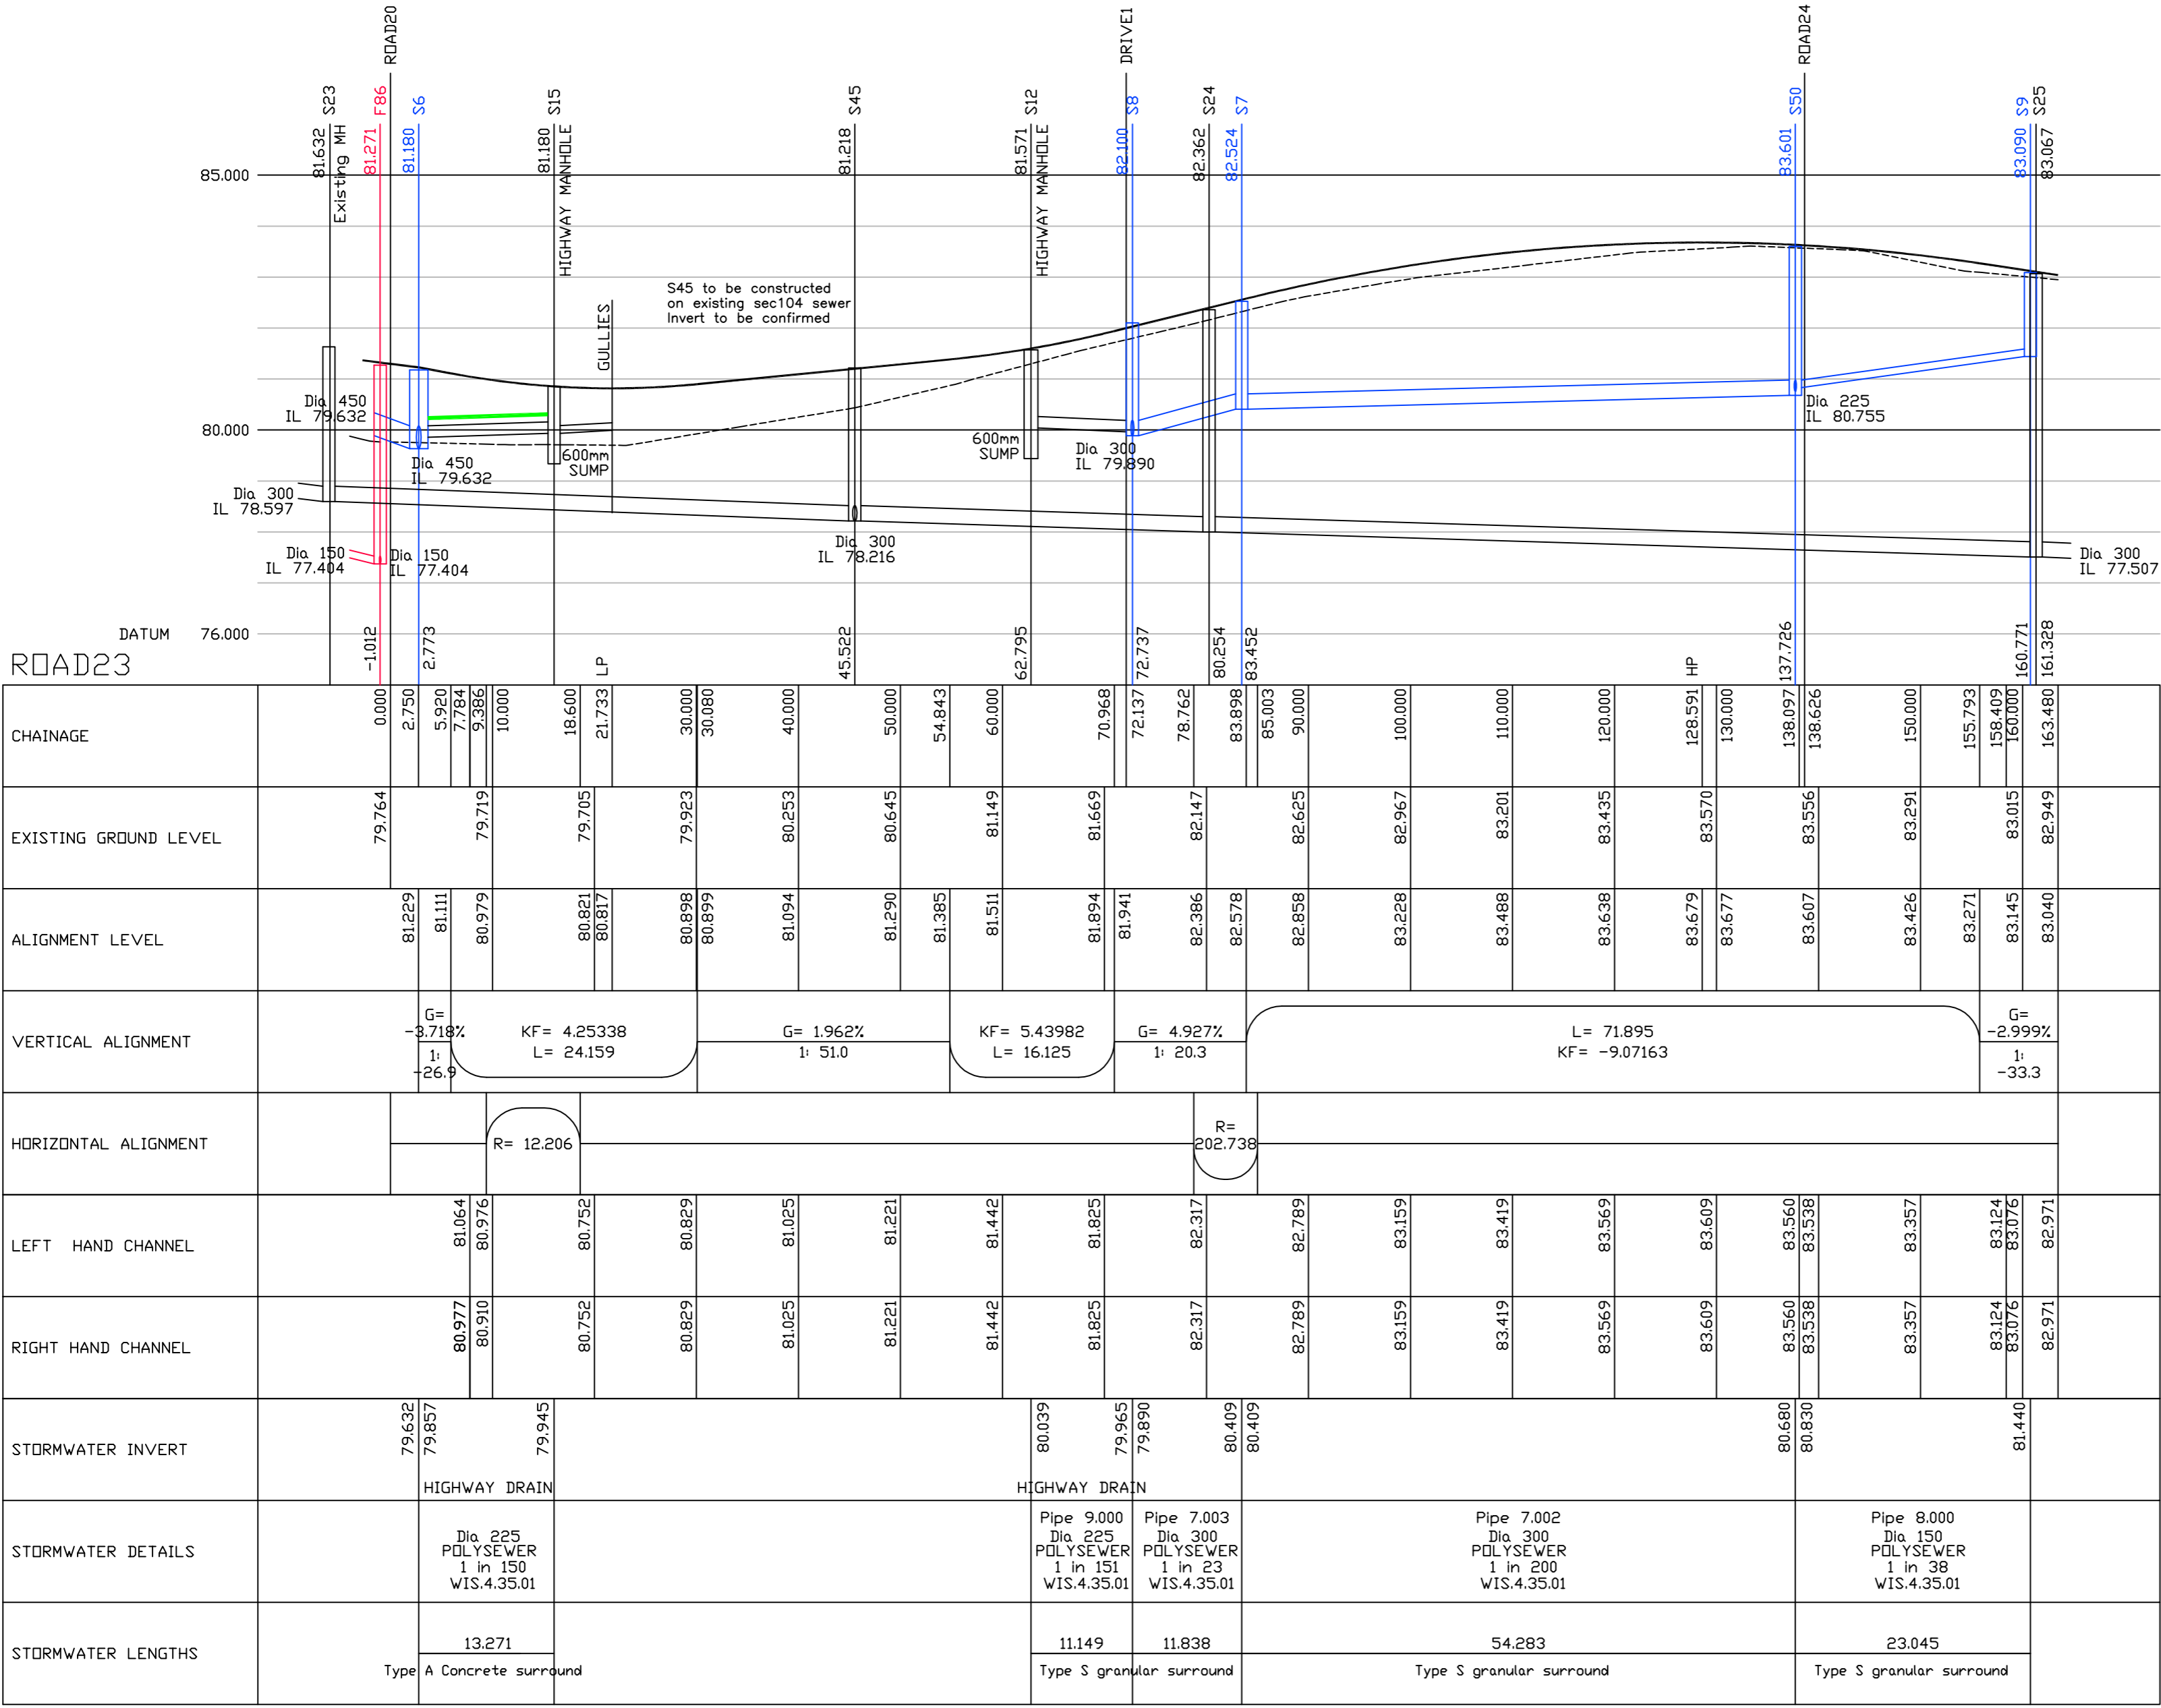 ROAD20
DRIVE1
ROAD24
81.632 S23
Existing MH
81.271 F86
81.180 S6
81.180 S15
HIGHWAY MANHOLE
81.218 S45
81.571 S12
HIGHWAY MANHOLE
82.100 S8
82.362 S24
82.524 S7
83.601 S50
83.090 S9
83.067 S25
85.000
S45 to be constructed
on existing sec104 sewer
Invert to be confirmed
GULLIES
Dia 450
IL 79.632
80.000
Dia 450
IL 79.632
600mm
SUMP
600mm
SUMP
Dia 300
IL 79.890
Dia 225
IL 80.755
Dia 300
IL 78.597
Dia 150
IL 77.404
Dia 150
IL 77.404
Dia 300
IL 78.216
Dia 300
IL 77.507
DATUM 76.000
-1.012
2.773
LP
45.522
62.795
72.737
80.254
83.452
HP
137.726
160.771
161.328
ROAD23
CHAINAGE
0.000
2.750
5.920
7.784
9.386
10.000
18.600
21.733
30.000
30.080
40.000
50.000
54.843
60.000
70.968
72.137
78.762
83.898
85.003
90.000
100.000
110.000
120.000
128.591
130.000
138.097
138.626
150.000
155.793
158.409
160.000
163.480
EXISTING GROUND LEVEL
79.764
79.719
79.705
79.923
80.253
80.645
81.149
81.669
82.147
82.625
82.967
83.201
83.435
83.570
83.556
83.291
83.015
82.949
ALIGNMENT LEVEL
81.229
81.111
80.979
80.821
80.817
80.898
80.899
81.094
81.290
81.385
81.511
81.894
81.941
82.386
82.578
82.858
83.228
83.488
83.638
83.679
83.677
83.607
83.426
83.271
83.145
83.040
VERTICAL ALIGNMENT
G=
-3.718%
1:
-26.9
KF= 4.25338
L= 24.159
G= 1.962%
1: 51.0
KF= 5.43982
L= 16.125
G= 4.927%
1: 20.3
L= 71.895
KF= -9.07163
G=
-2.999%
1:
-33.3
HORIZONTAL ALIGNMENT
R= 12.206
R=
202.738
LEFT HAND CHANNEL
81.064
80.976
80.752
80.829
81.025
81.221
81.442
81.825
82.317
82.789
83.159
83.419
83.569
83.609
83.560
83.538
83.357
83.124
83.076
82.971
RIGHT HAND CHANNEL
80.977
80.910
80.752
80.829
81.025
81.221
81.442
81.825
82.317
82.789
83.159
83.419
83.569
83.609
83.560
83.538
83.357
83.124
83.076
82.971
STORMWATER INVERT
79.632
79.857
79.945
80.039
79.965
79.890
80.409
80.409
80.680
80.830
81.440
HIGHWAY DRAIN
HIGHWAY DRAIN
STORMWATER DETAILS
Dia 225
POLYSEWER
1 in 150
WIS.4.35.01
Pipe 9.000
Dia 225
POLYSEWER
1 in 151
WIS.4.35.01
Pipe 7.003
Dia 300
POLYSEWER
1 in 23
WIS.4.35.01
Pipe 7.002
Dia 300
POLYSEWER
1 in 200
WIS.4.35.01
Pipe 8.000
Dia 150
POLYSEWER
1 in 38
WIS.4.35.01
STORMWATER LENGTHS
13.271
11.149
11.838
54.283
23.045
Type A Concrete surround
Type S granular surround
Type S granular surround
Type S granular surround